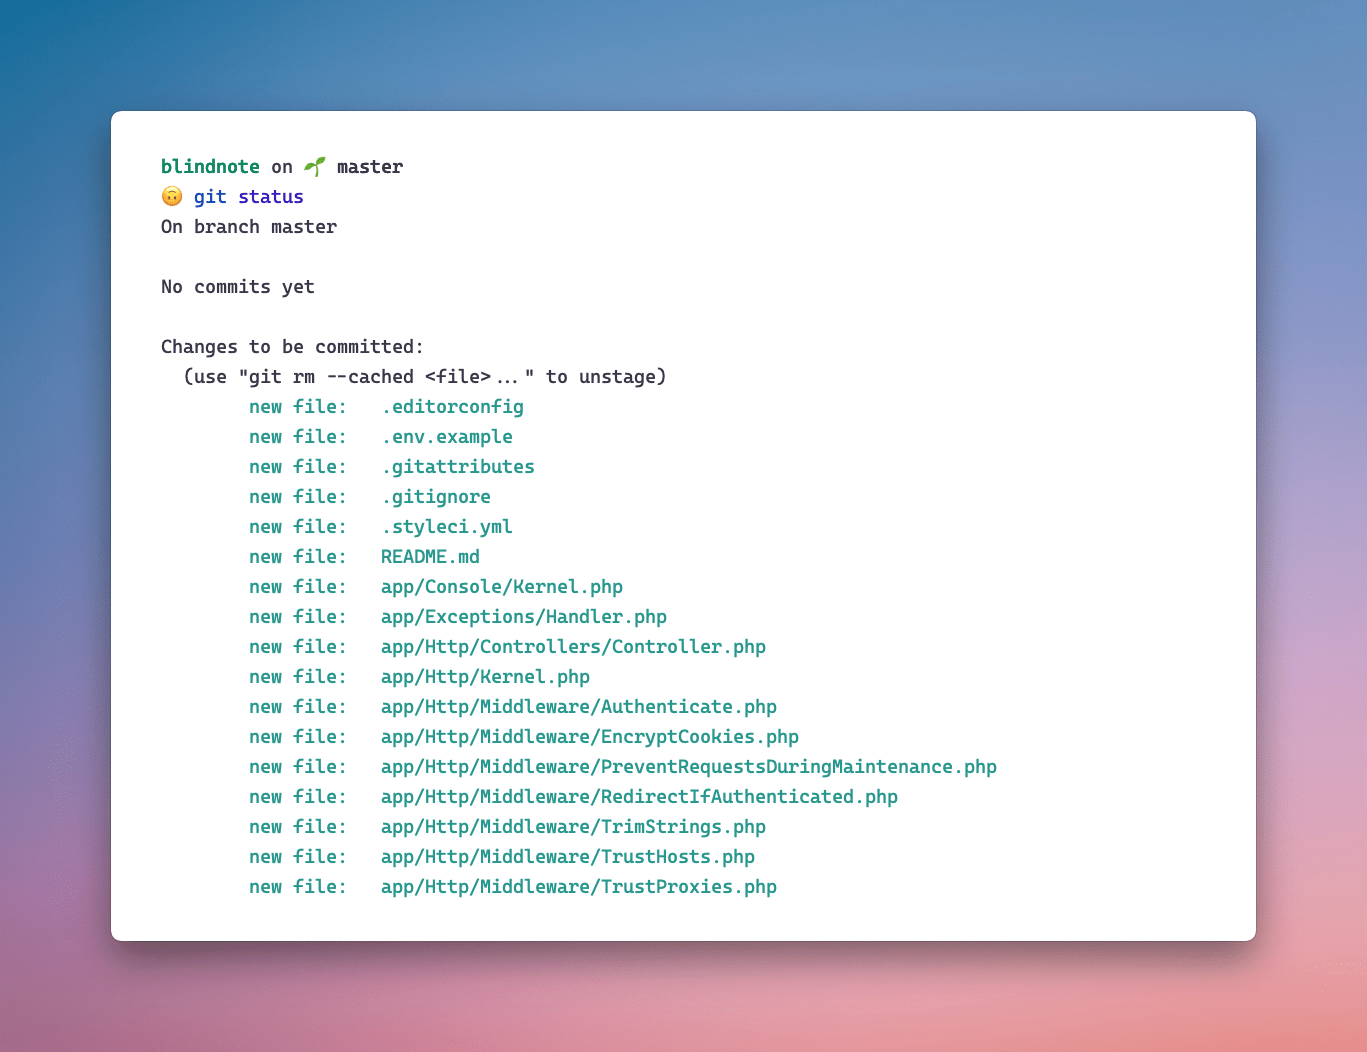 blindnote on 🌱 master
🙃 git status
On branch master

No commits yet

Changes to be committed:
  (use "git rm --cached <file>..." to unstage)
        new file:   .editorconfig
        new file:   .env.example
        new file:   .gitattributes
        new file:   .gitignore
        new file:   .styleci.yml
        new file:   README.md
        new file:   app/Console/Kernel.php
        new file:   app/Exceptions/Handler.php
        new file:   app/Http/Controllers/Controller.php
        new file:   app/Http/Kernel.php
        new file:   app/Http/Middleware/Authenticate.php
        new file:   app/Http/Middleware/EncryptCookies.php
        new file:   app/Http/Middleware/PreventRequestsDuringMaintenance.php
        new file:   app/Http/Middleware/RedirectIfAuthenticated.php
        new file:   app/Http/Middleware/TrimStrings.php
        new file:   app/Http/Middleware/TrustHosts.php
        new file:   app/Http/Middleware/TrustProxies.php